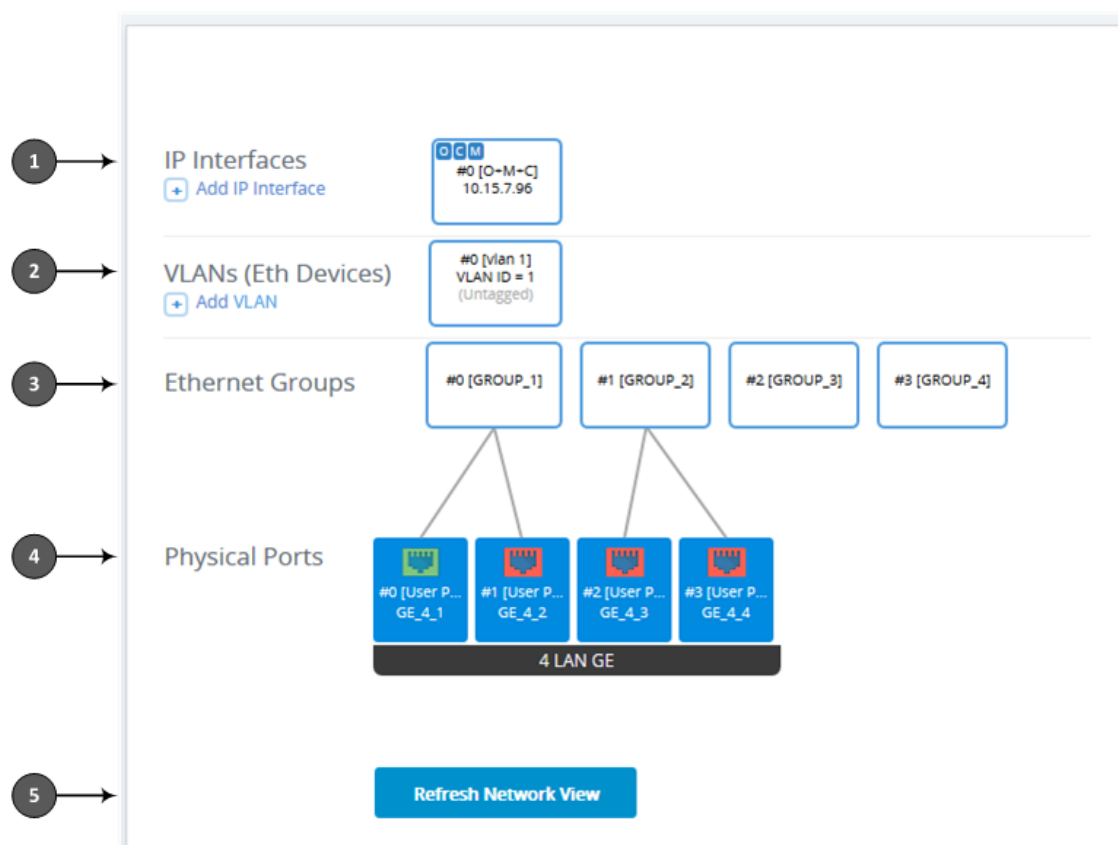 1
IP Interfaces
+ Add IP Interface
O C M
#0 [O+M+C]
10.15.7.96
2
VLANs (Eth Devices)
+ Add VLAN
#0 [vlan 1]
VLAN ID = 1
(Untagged)
3
Ethernet Groups
#0 [GROUP_1]
#1 [GROUP_2]
#2 [GROUP_3]
#3 [GROUP_4]
4
Physical Ports
#0 [User P...
GE_4_1
#1 [User P...
GE_4_2
#2 [User P...
GE_4_3
#3 [User P...
GE_4_4
4 LAN GE
5
Refresh Network View